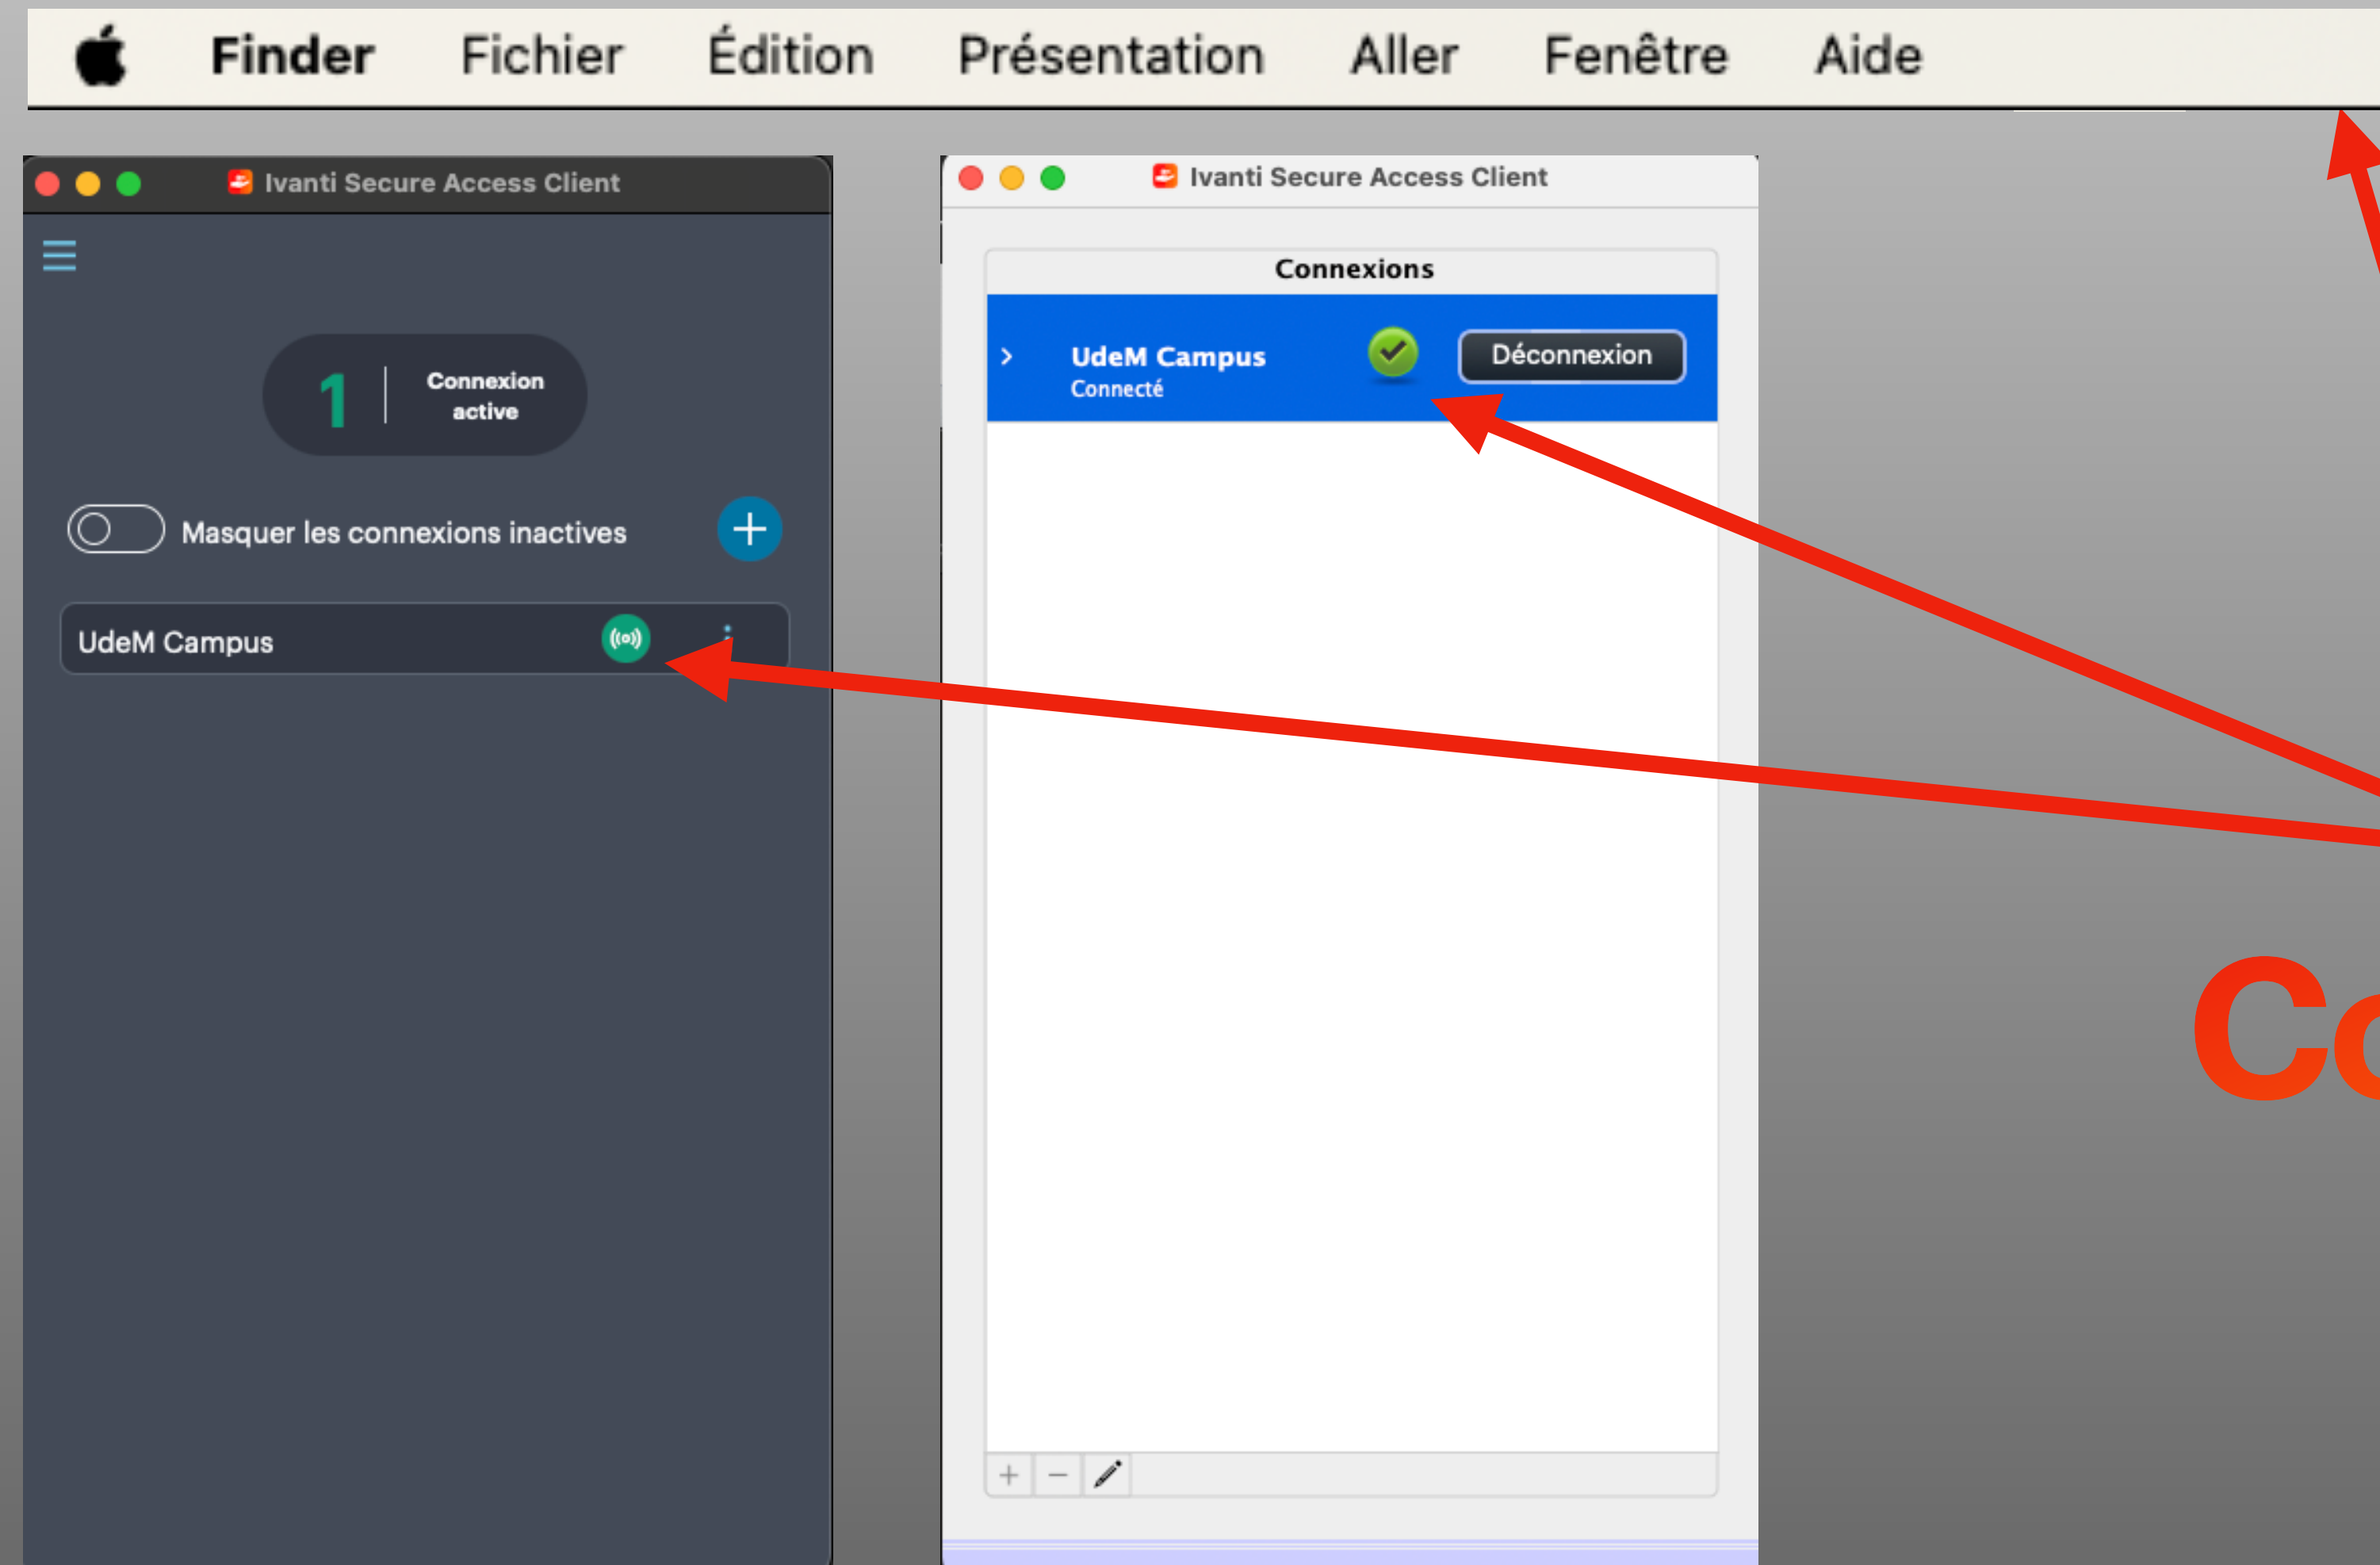 Finder Fichier Édition Présentation Aller Fenêtre Aide
Ivanti Secure Access Client
1
Connexion
active
Masquer les connexions inactives
UdeM Campus
Ivanti Secure Access Client
Connexions
UdeM Campus
Connecté
Déconnexion